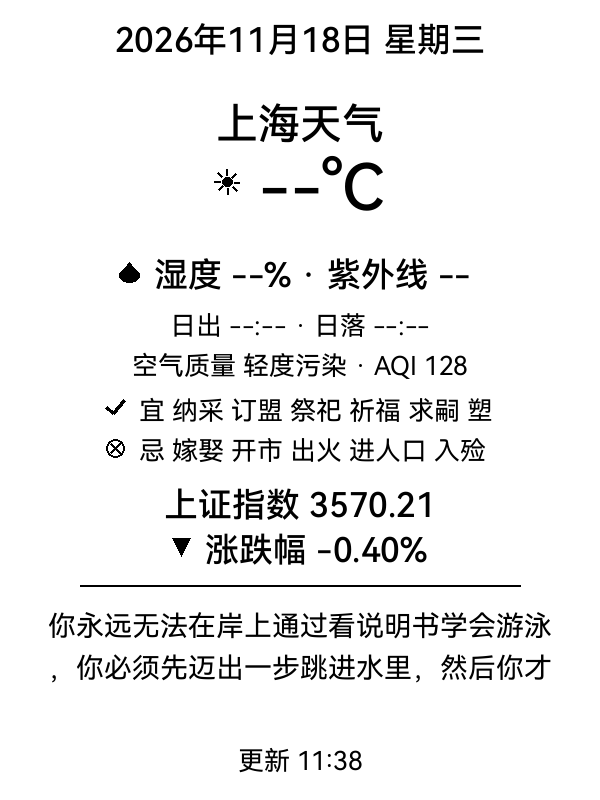 2026年11月18日 星期三
上海天气
--°C
湿度 --% · 紫外线 --
日出 --:-- · 日落 --:--
空气质量 轻度污染 · AQI 128
宜 纳采 订盟 祭祀 祈福 求嗣 塑
忌 嫁娶 开市 出火 进人口 入殓
上证指数 3570.21
▼ 涨跌幅 -0.40%
你永远无法在岸上通过看说明书学会游泳
，你必须先迈出一步跳进水里，然后你才
更新 11:38